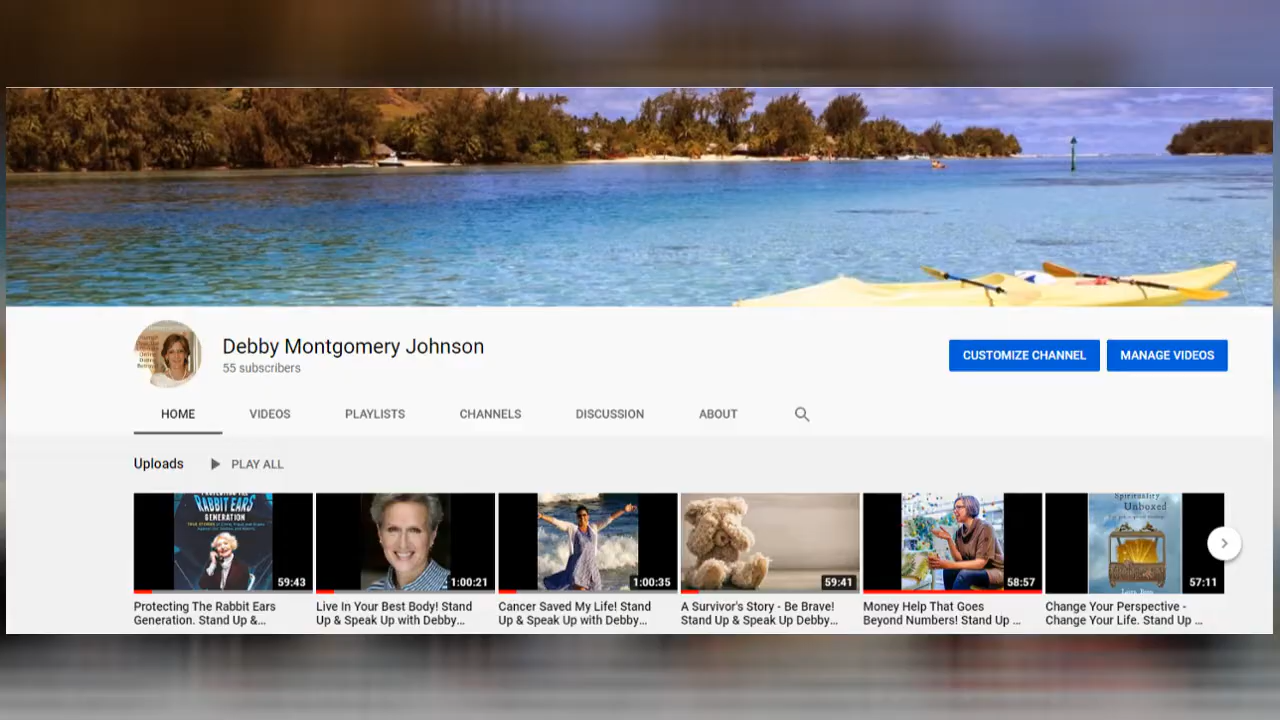 Debby Montgomery Johnson
55 subscribers
CUSTOMIZE CHANNEL
MANAGE VIDEOS
HOME
VIDEOS
PLAYLISTS
CHANNELS
DISCUSSION
ABOUT
Uploads
PLAY ALL
RABBIT EARS
GENERATION
59:43
Protecting The Rabbit Ears
Generation. Stand Up &...
1:00:21
Live In Your Best Body! Stand
Up & Speak Up with Debby...
1:00:35
Cancer Saved My Life! Stand
Up & Speak Up with Debby...
59:41
A Survivor's Story - Be Brave!
Stand Up & Speak Up Debby...
58:57
Money Help That Goes
Beyond Numbers! Stand Up ...
Spirituality
Unboxed
57:11
Change Your Perspective -
Change Your Life. Stand Up ...